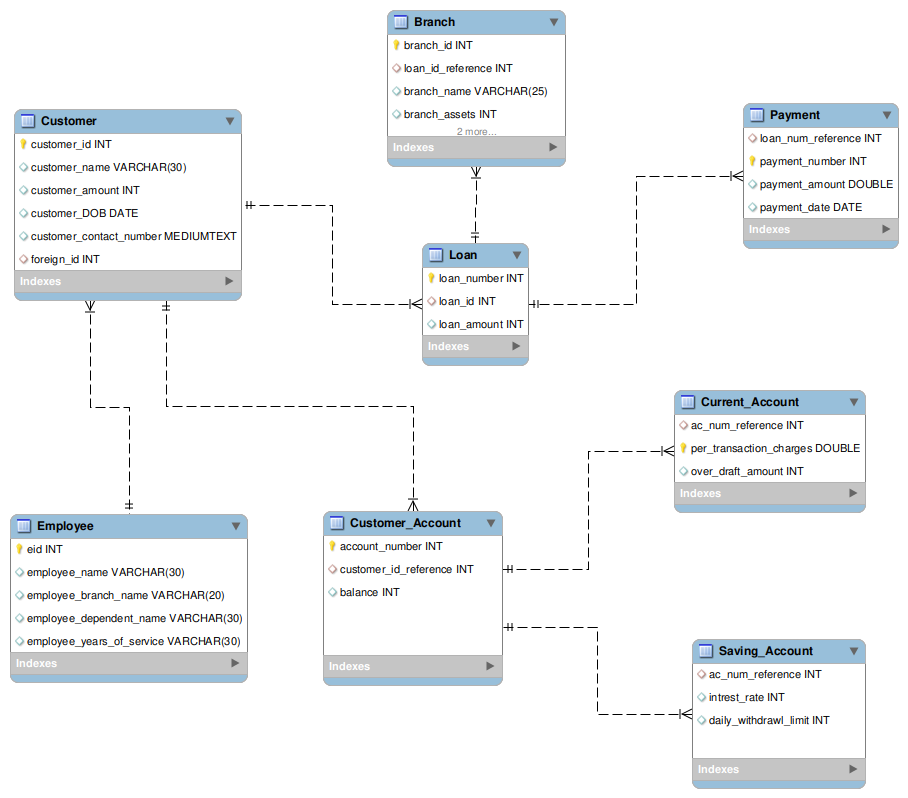 Branch
branch_id INT
loan_id_reference INT
branch_name VARCHAR(25)
branch_assets INT
2 more...
Indexes
Customer
customer_id INT
customer_name VARCHAR(30)
customer_amount INT
customer_DOB DATE
customer_contact_number MEDIUMTEXT
foreign_id INT
Indexes
Payment
loan_num_reference INT
payment_number INT
payment_amount DOUBLE
payment_date DATE
Indexes
Loan
loan_number INT
loan_id INT
loan_amount INT
Indexes
Current_Account
ac_num_reference INT
per_transaction_charges DOUBLE
over_draft_amount INT
Indexes
Employee
eid INT
employee_name VARCHAR(30)
employee_branch_name VARCHAR(20)
employee_dependent_name VARCHAR(30)
employee_years_of_service VARCHAR(30)
Indexes
Customer_Account
account_number INT
customer_id_reference INT
balance INT
Indexes
Saving_Account
ac_num_reference INT
intrest_rate INT
daily_withdrawl_limit INT
Indexes